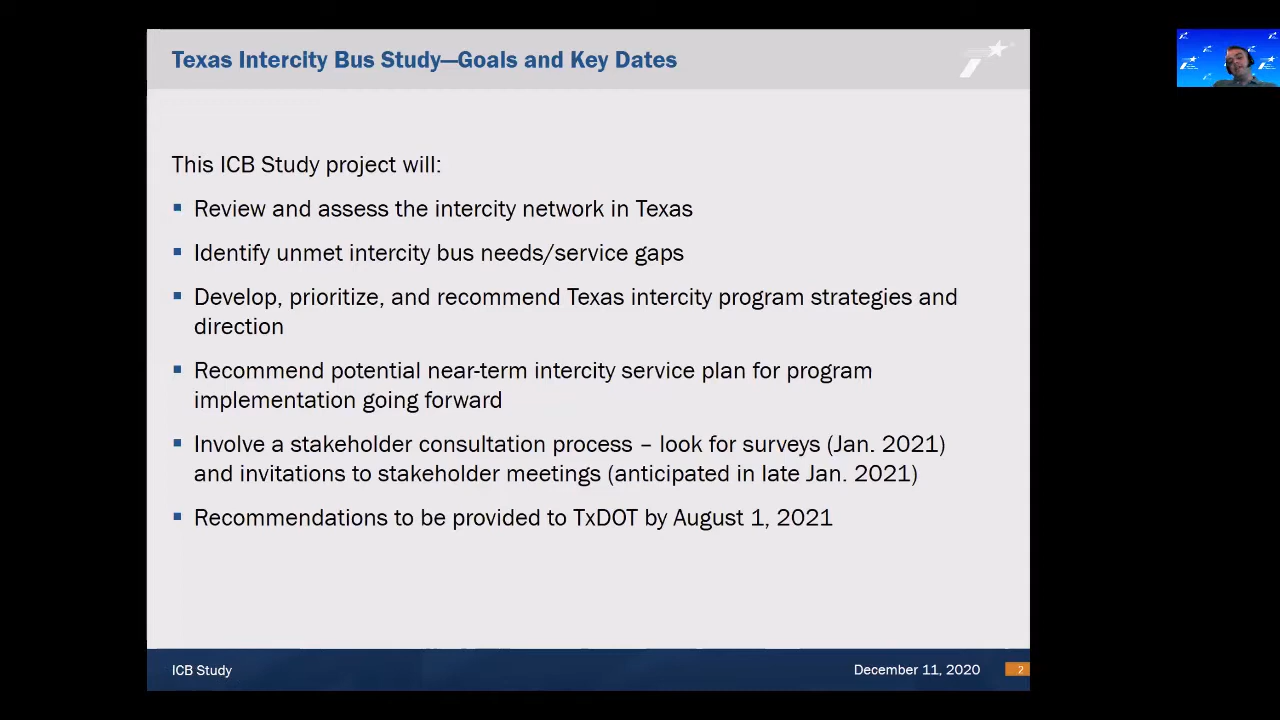 Texas Intercity Bus Study—Goals and Key Dates
This ICB Study project will:
▪ Review and assess the intercity network in Texas
▪ Identify unmet intercity bus needs/service gaps
▪ Develop, prioritize, and recommend Texas intercity program strategies and
direction
▪ Recommend potential near-term intercity service plan for program
implementation going forward
▪ Involve a stakeholder consultation process – look for surveys (Jan. 2021)
and invitations to stakeholder meetings (anticipated in late Jan. 2021)
▪ Recommendations to be provided to TxDOT by August 1, 2021
ICB Study
December 11, 2020
2